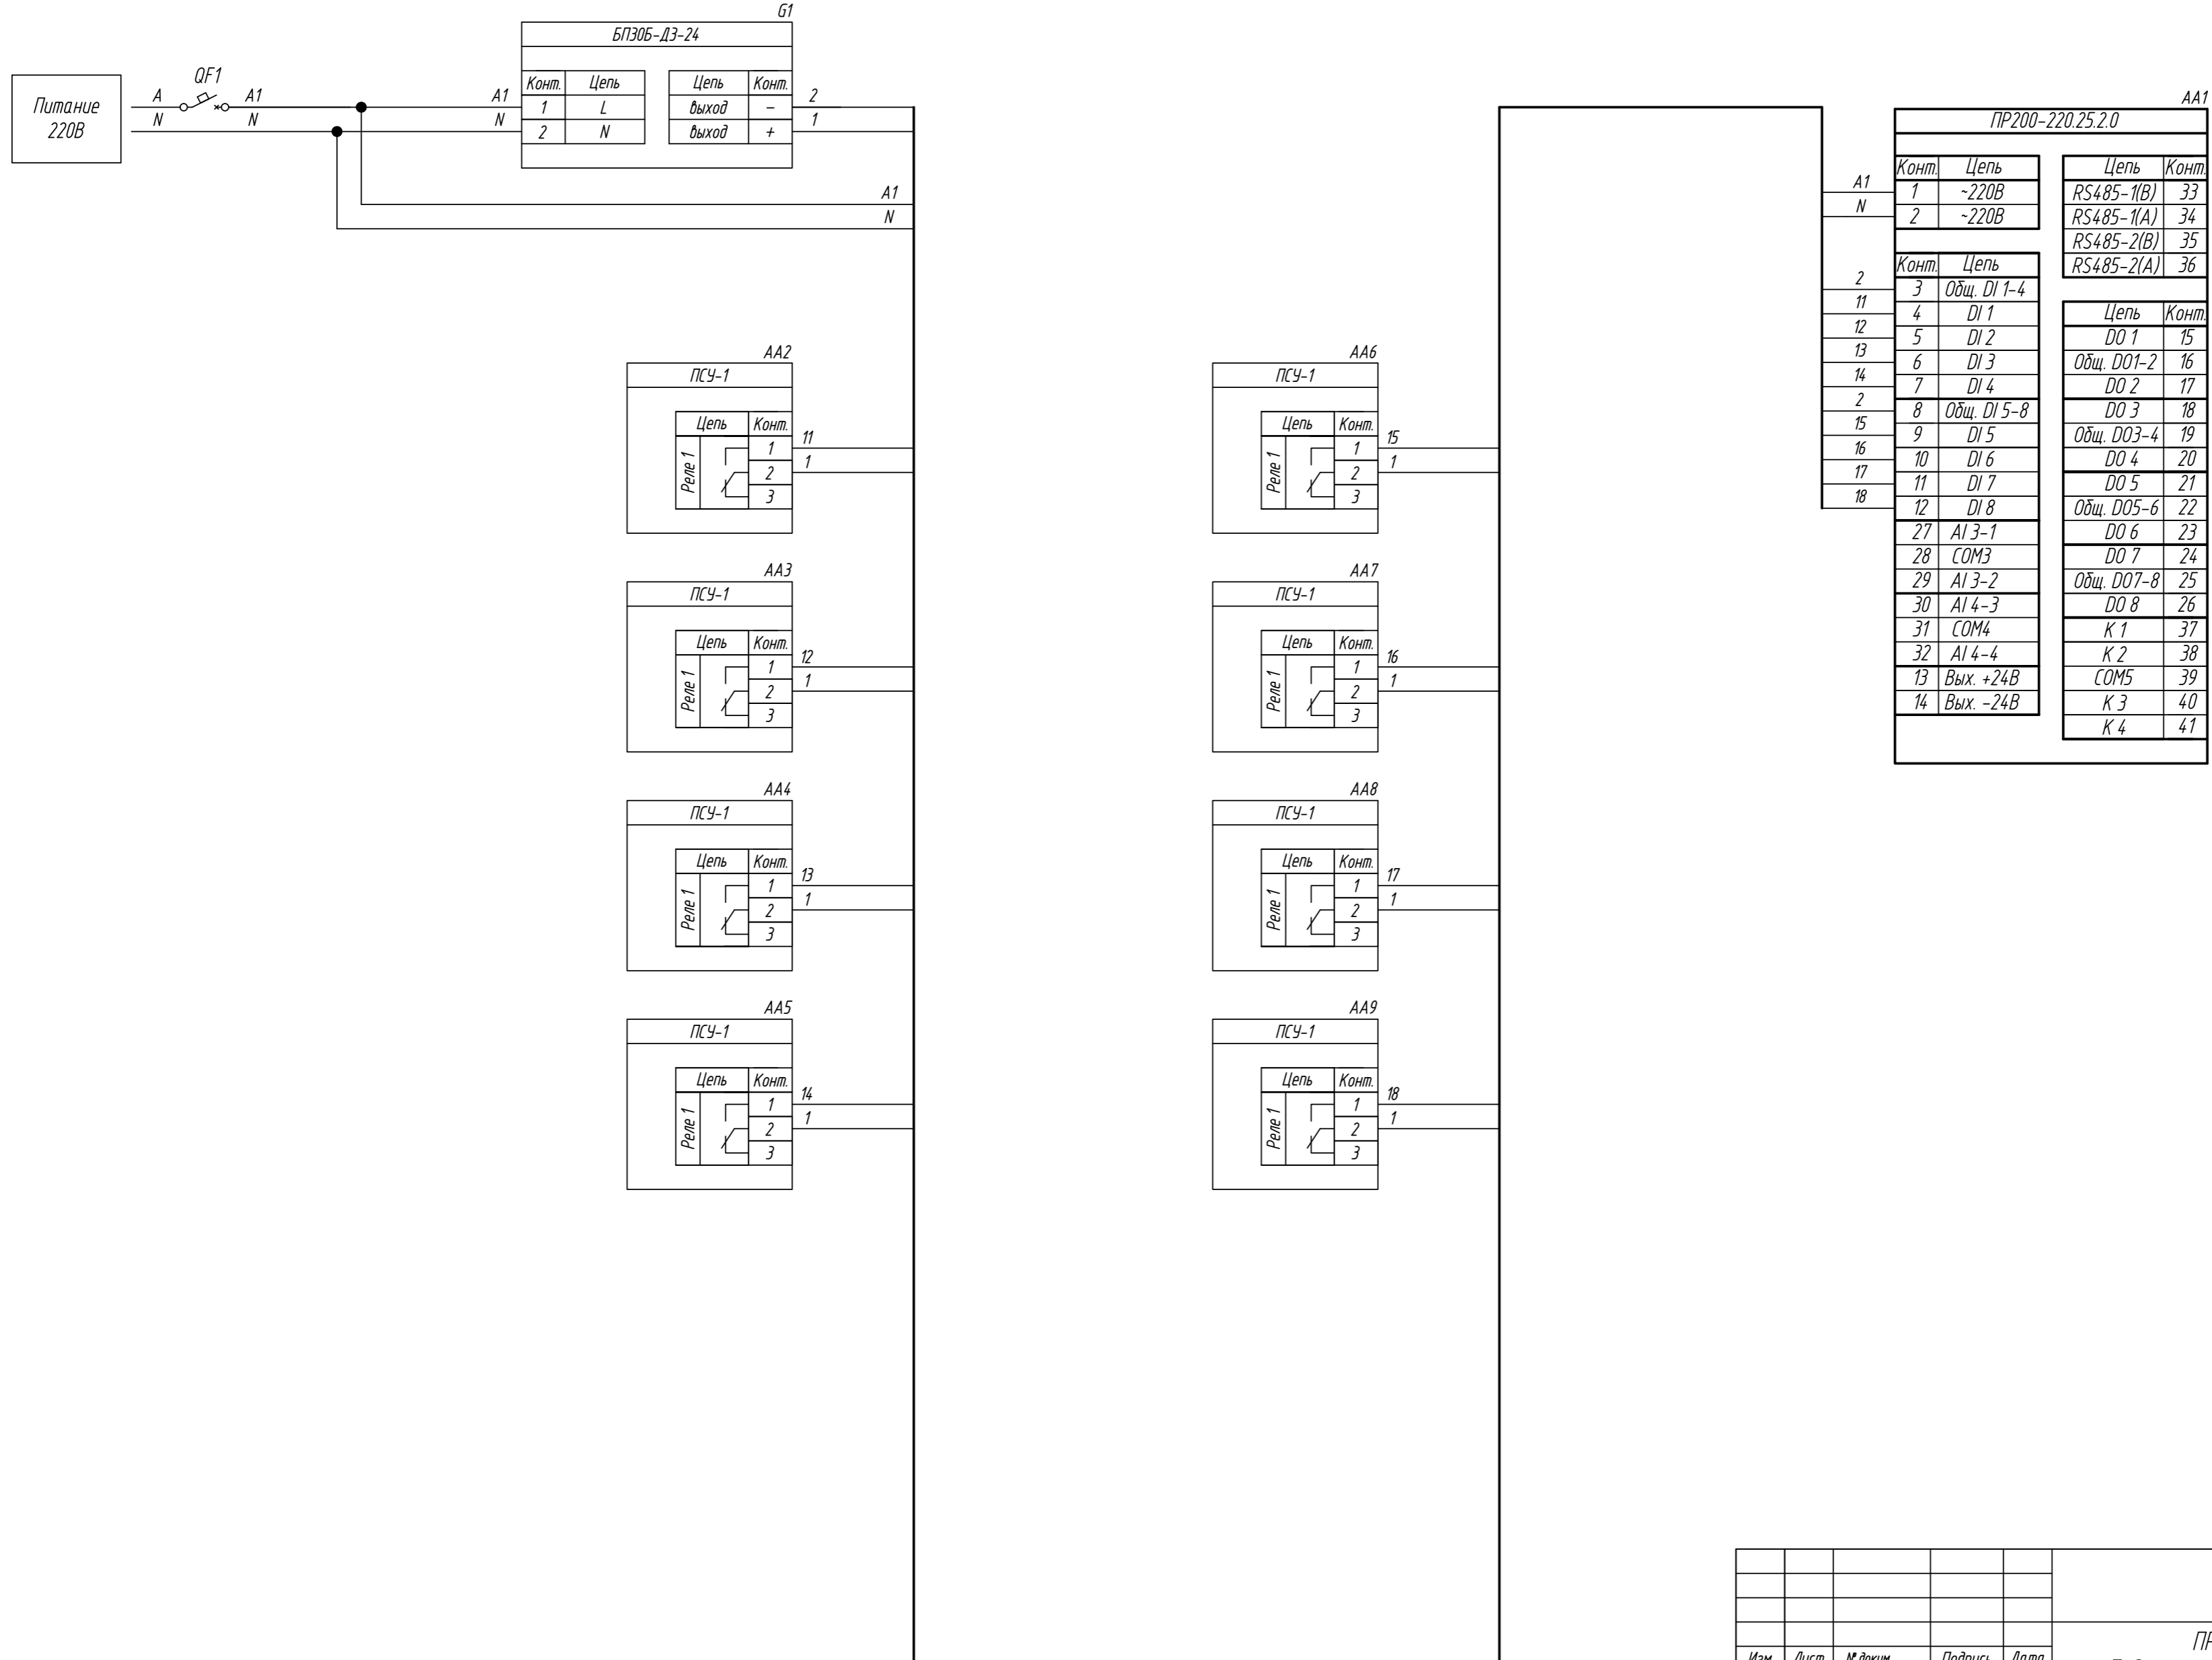 G1
БП30Б-Д3-24
Конт. Цепь Цепь Конт.
1 L выход –
2 N выход +
Питание
220В
A QF1 A1 A1 2
N N N 1
A1
N
AA2
ПСУ-1
Цепь Конт.
Реле 1
1 11
2 1
3
AA3
ПСУ-1
Цепь Конт.
Реле 1
1 12
2 1
3
AA4
ПСУ-1
Цепь Конт.
Реле 1
1 13
2 1
3
AA5
ПСУ-1
Цепь Конт.
Реле 1
1 14
2 1
3
AA6
ПСУ-1
Цепь Конт.
Реле 1
1 15
2 1
3
AA7
ПСУ-1
Цепь Конт.
Реле 1
1 16
2 1
3
AA8
ПСУ-1
Цепь Конт.
Реле 1
1 17
2 1
3
AA9
ПСУ-1
Цепь Конт.
Реле 1
1 18
2 1
3
AA1
ПР200-220.25.2.0
Конт. Цепь
A1 1 ~220В
N 2 ~220В
Конт. Цепь
2 3 Общ. DI 1-4
11 4 DI 1
12 5 DI 2
13 6 DI 3
14 7 DI 4
2 8 Общ. DI 5-8
15 9 DI 5
16 10 DI 6
17 11 DI 7
18 12 DI 8
27 AI 3-1
28 COM3
29 AI 3-2
30 AI 4-3
31 COM4
32 AI 4-4
13 Вых. +24В
14 Вых. -24В
Цепь Конт.
RS485-1(B) 33
RS485-1(A) 34
RS485-2(B) 35
RS485-2(A) 36
Цепь Конт.
DO 1 15
Общ. DO1-2 16
DO 2 17
DO 3 18
Общ. DO3-4 19
DO 4 20
DO 5 21
Общ. DO5-6 22
DO 6 23
DO 7 24
Общ. DO7-8 25
DO 8 26
K 1 37
K 2 38
COM5 39
K 3 40
K 4 41
Изм. Лист № докум. Подпись Дата